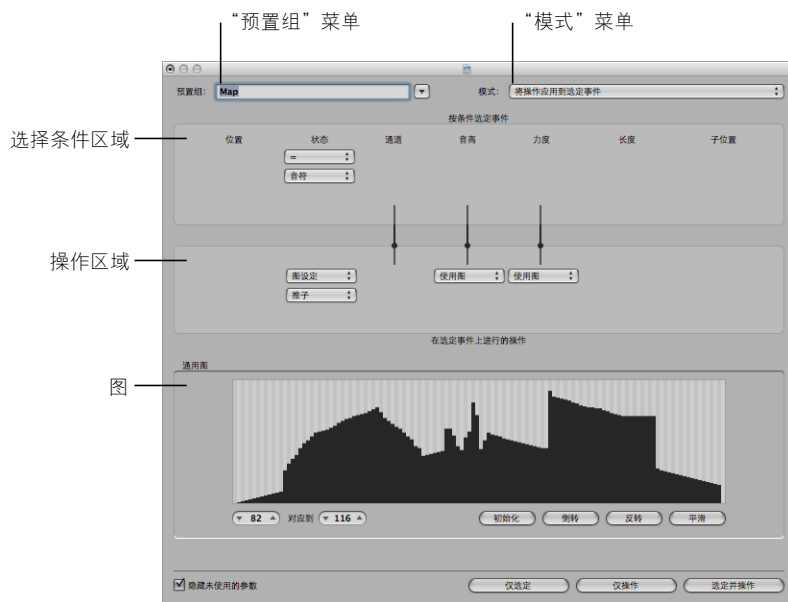 “预置组”菜单 “模式”菜单
预置组: Map 模式: 将操作应用到选定事件
按条件选定事件
选择条件区域
位置 状态 通道 音高 力度 长度 子位置
=
音符
操作区域
图设定 使用图 使用图
推子
在选定事件上进行的操作
通用图
图
82 对应到 116 初始化 倒转 反转 平滑
隐藏未使用的参数 仅选定 仅操作 选定并操作